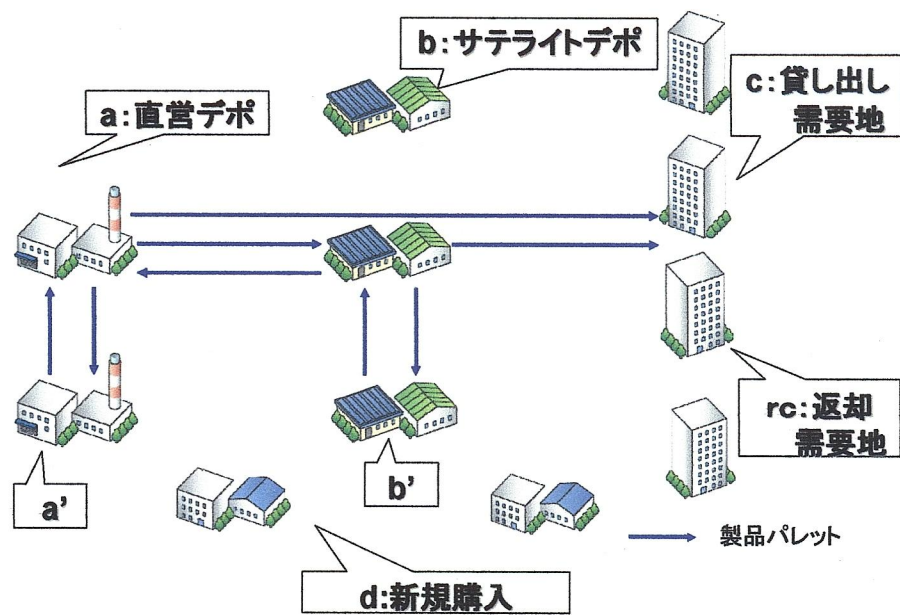 b:サテライトデポ
c:貸し出し
需要地
a:直営デポ
rc:返却
需要地
a’
b’
製品パレット
d:新規購入